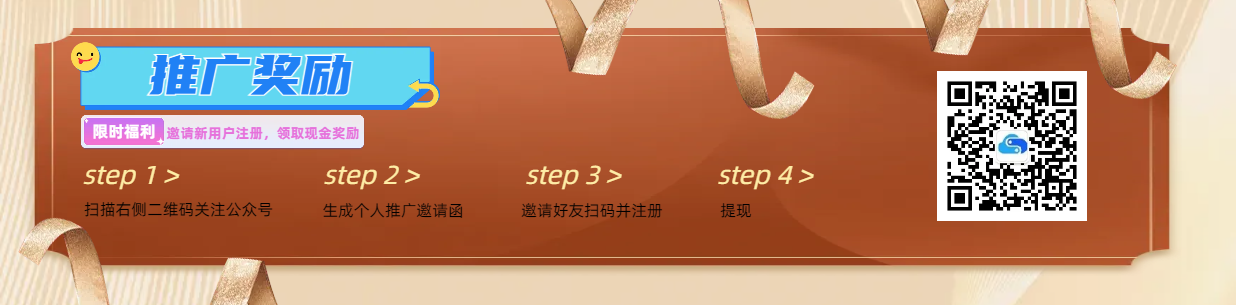 推广奖励
限时福利 邀请新用户注册，领取现金奖励
step 1 > step 2 > step 3 > step 4 >
扫描右侧二维码关注公众号 生成个人推广邀请函 邀请好友扫码并注册 提现